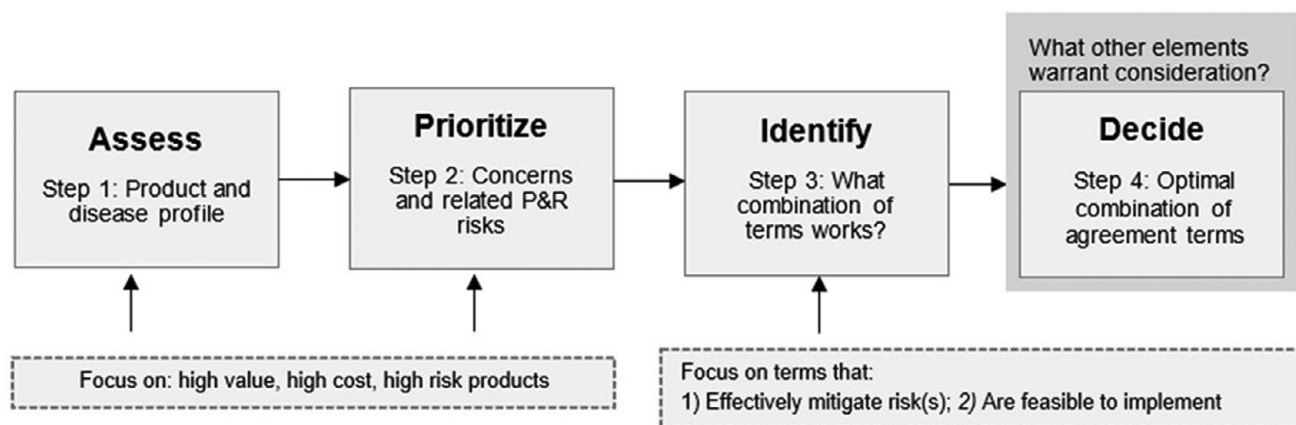 Assess
Step 1: Product and
disease profile
Prioritize
Step 2: Concerns
and related P&R
risks
Identify
Step 3: What
combination of
terms works?
What other elements
warrant consideration?
Decide
Step 4: Optimal
combination of
agreement terms
Focus on: high value, high cost, high risk products
Focus on terms that:
1) Effectively mitigate risk(s); 2) Are feasible to implement